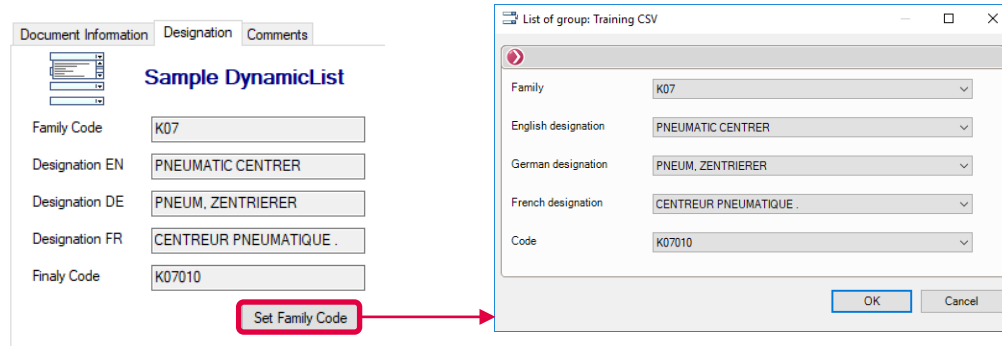 Document Information
Designation
Comments
Sample DynamicList
Family Code
K07
Designation EN
PNEUMATIC CENTRER
Designation DE
PNEUM, ZENTRIERER
Designation FR
CENTREUR PNEUMATIQUE .
Finaly Code
K07010
Set Family Code
List of group: Training CSV
Family
K07
English designation
PNEUMATIC CENTRER
German designation
PNEUM, ZENTRIERER
French designation
CENTREUR PNEUMATIQUE .
Code
K07010
OK
Cancel